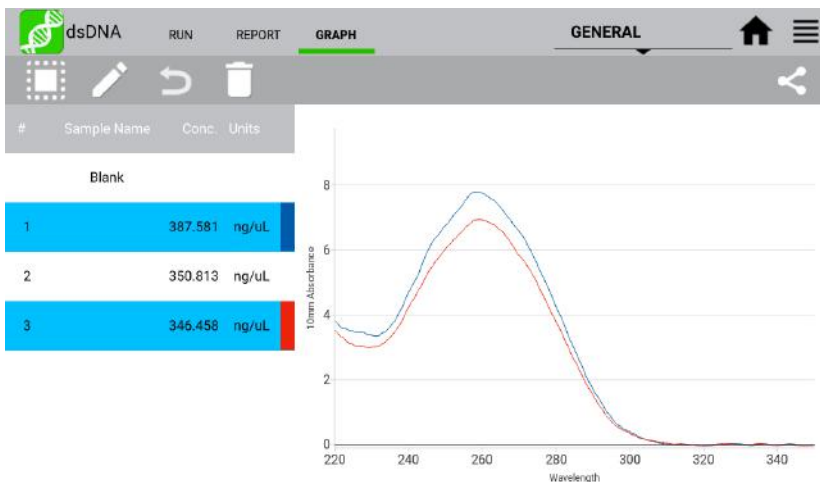 dsDNA RUN REPORT GRAPH GENERAL
# Sample Name Conc. Units
Blank
1 387.581 ng/uL
2 350.813 ng/uL
3 346.458 ng/uL
10mm Absorbance
8
6
4
2
0
220 240 260 280 300 320 340
Wavelength